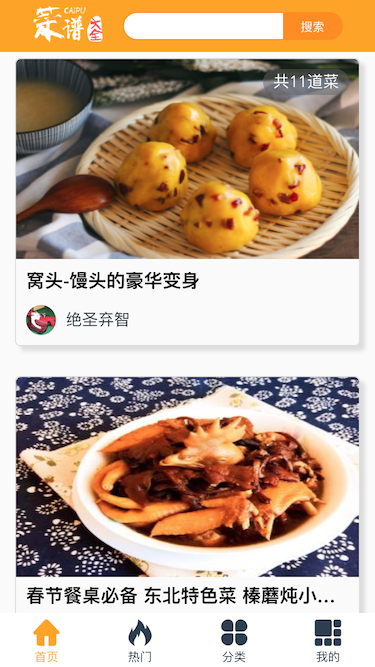 菜谱
CAIPU
大全
搜索
共11道菜
窝头-馒头的豪华变身
绝圣弃智
春节餐桌必备 东北特色菜 榛蘑炖小...
首页
热门
分类
我的